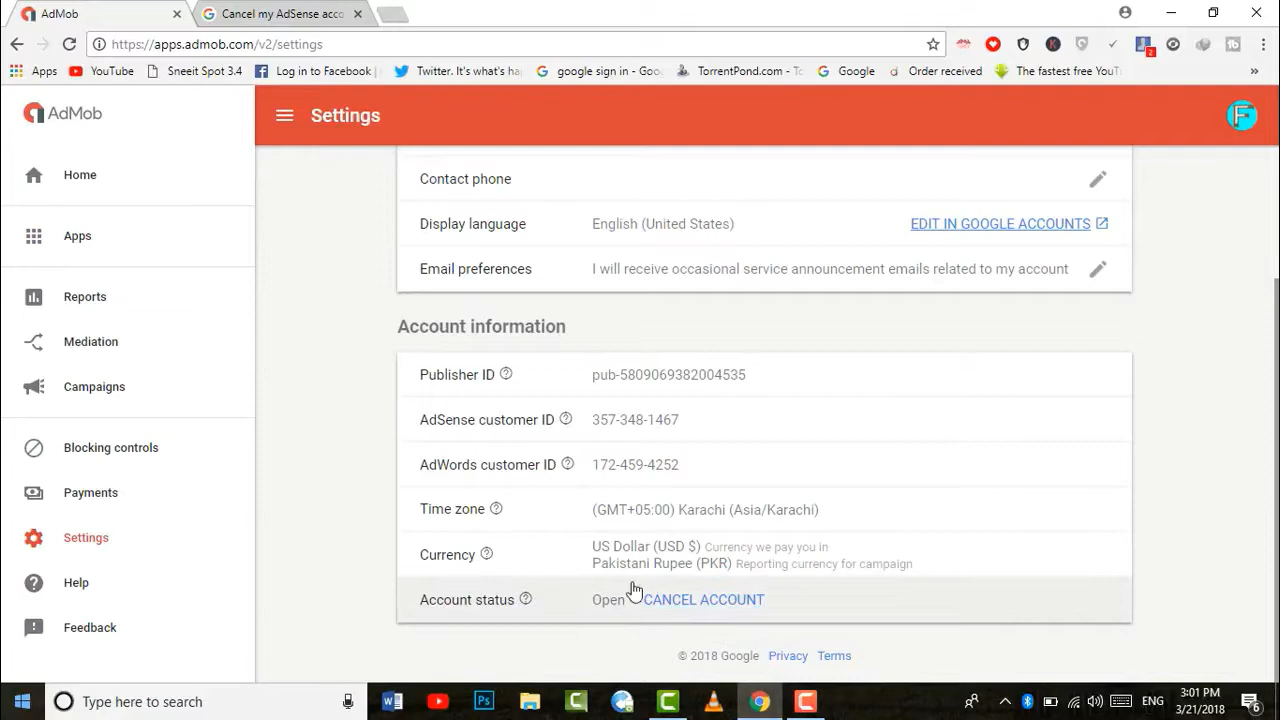 AdMob
Cancel my AdSense acco
https://apps.admob.com/v2/settings
2
Apps
YouTube
Sneeit Spot 3.4
Log in to Facebook
Twitter. It's what's ha
google sign in - Goo
TorrentPond.com - To
Google
Order received
The fastest free YouT
AdMob
Settings
F
Home
Apps
Reports
Mediation
Campaigns
Blocking controls
Payments
Settings
Help
Feedback
Contact phone
Display language English (United States) EDIT IN GOOGLE ACCOUNTS
Email preferences I will receive occasional service announcement emails related to my account
Account information
Publisher ID pub-5809069382004535
AdSense customer ID 357-348-1467
AdWords customer ID 172-459-4252
Time zone (GMT+05:00) Karachi (Asia/Karachi)
Currency US Dollar (USD $) Currency we pay you in
Pakistani Rupee (PKR) Reporting currency for campaign
Account status Open CANCEL ACCOUNT
© 2018 Google Privacy Terms
Type here to search
ENG
3:01 PM
3/21/2018
6